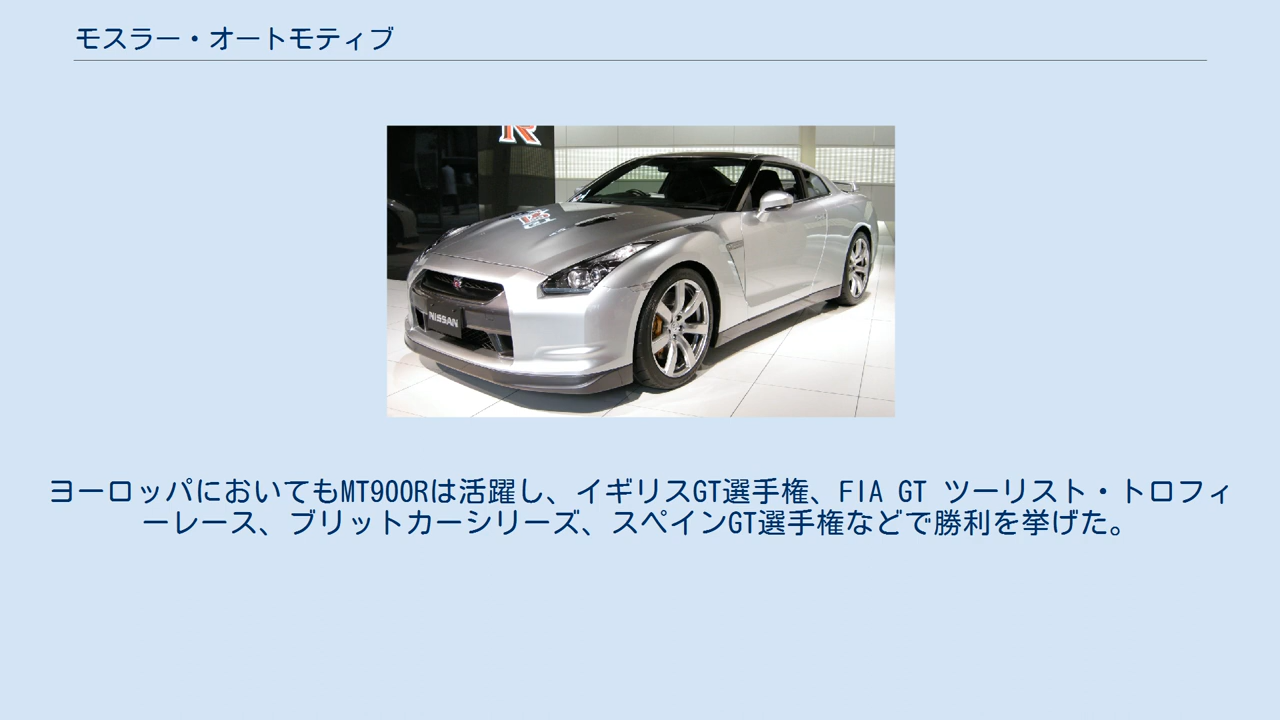 モスラー・オートモティブ
R
NISSAN
ヨーロッパにおいてもMT900Rは活躍し、イギリスGT選手権、FIA GT ツーリスト・トロフィ
ーレース、ブリットカーシリーズ、スペインGT選手権などで勝利を挙げた。